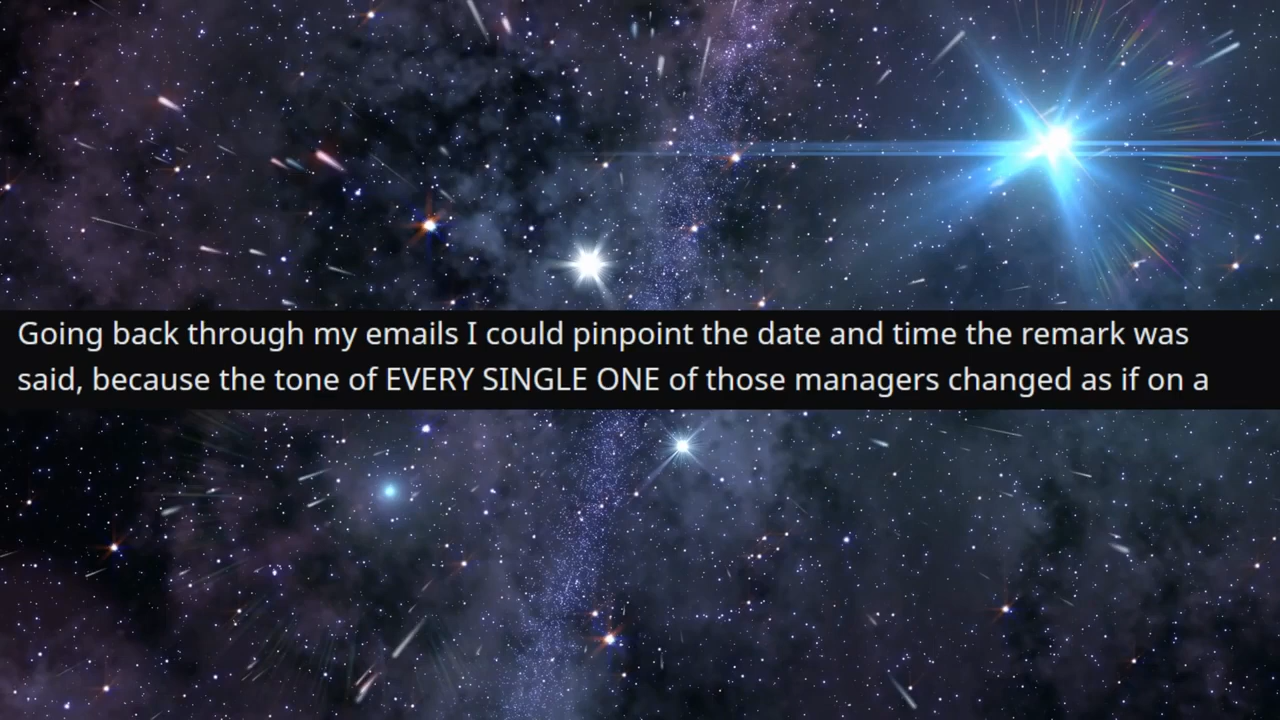 Going back through my emails I could pinpoint the date and time the remark was
said, because the tone of EVERY SINGLE ONE of those managers changed as if on a